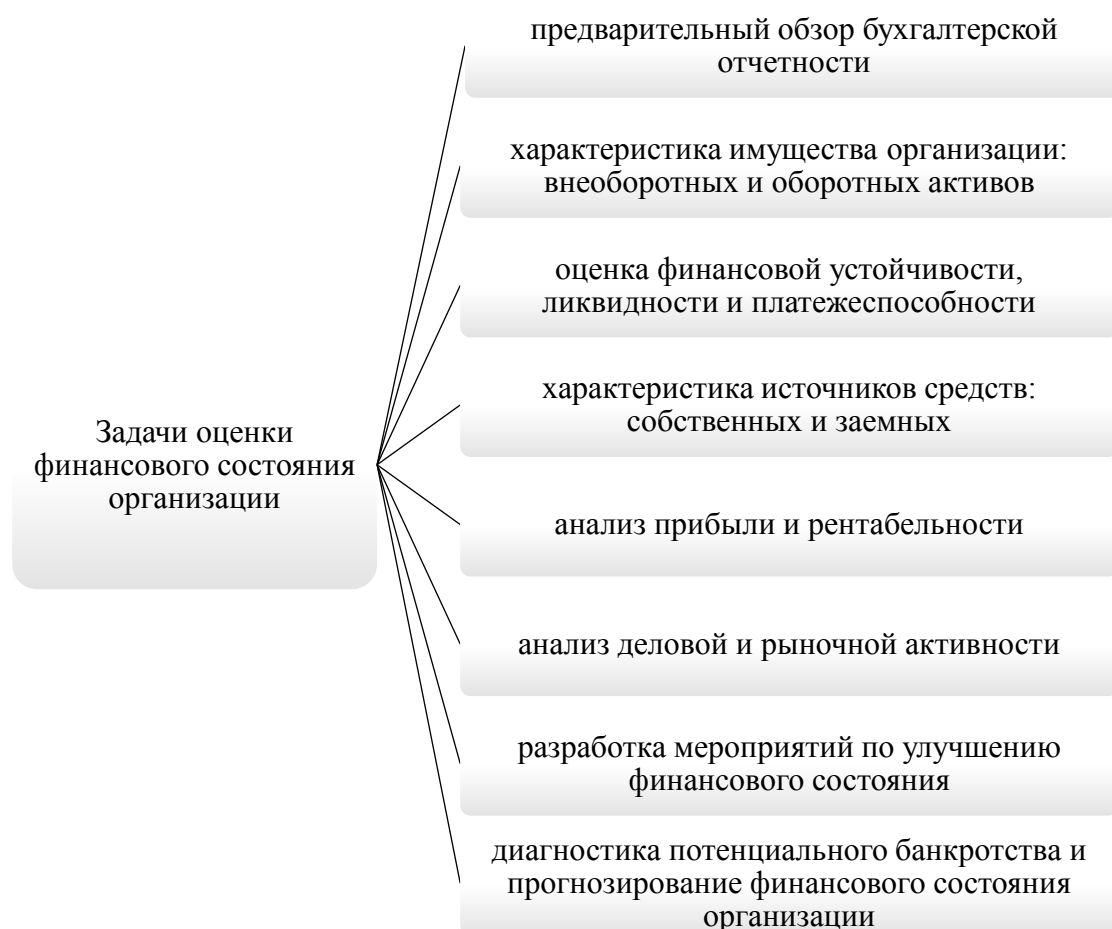 предварительный обзор бухгалтерской
отчетности
характеристика имущества организации:
внеоборотных и оборотных активов
оценка финансовой устойчивости,
ликвидности и платежеспособности
характеристика источников средств:
собственных и заемных
Задачи оценки
финансового состояния
организации
анализ прибыли и рентабельности
анализ деловой и рыночной активности
разработка мероприятий по улучшению
финансового состояния
диагностика потенциального банкротства и
прогнозирование финансового состояния
организации